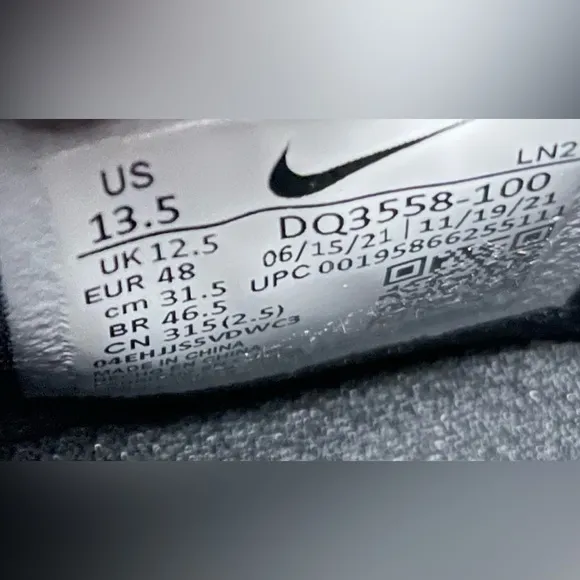 US
13.5
UK 12.5
EUR 48
cm 31.5
BR 46.5
CN 315(2.5)
04EHJJS5VDWC3
MADE IN CHINA
LN2
DQ3558-100
06/15/21 | 11/19/21
UPC 00195866255111